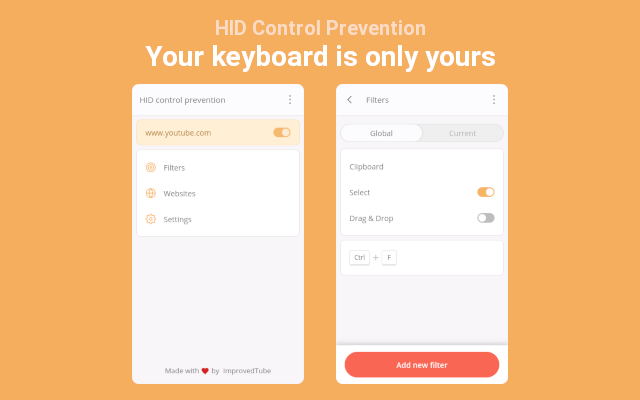 HID Control Prevention
Your keyboard is only yours
HID control prevention
www.youtube.com
Filters
Websites
Settings
Made with by ImprovedTube
Filters
Global Current
Clipboard
Select
Drag & Drop
Ctrl + F
Add new filter